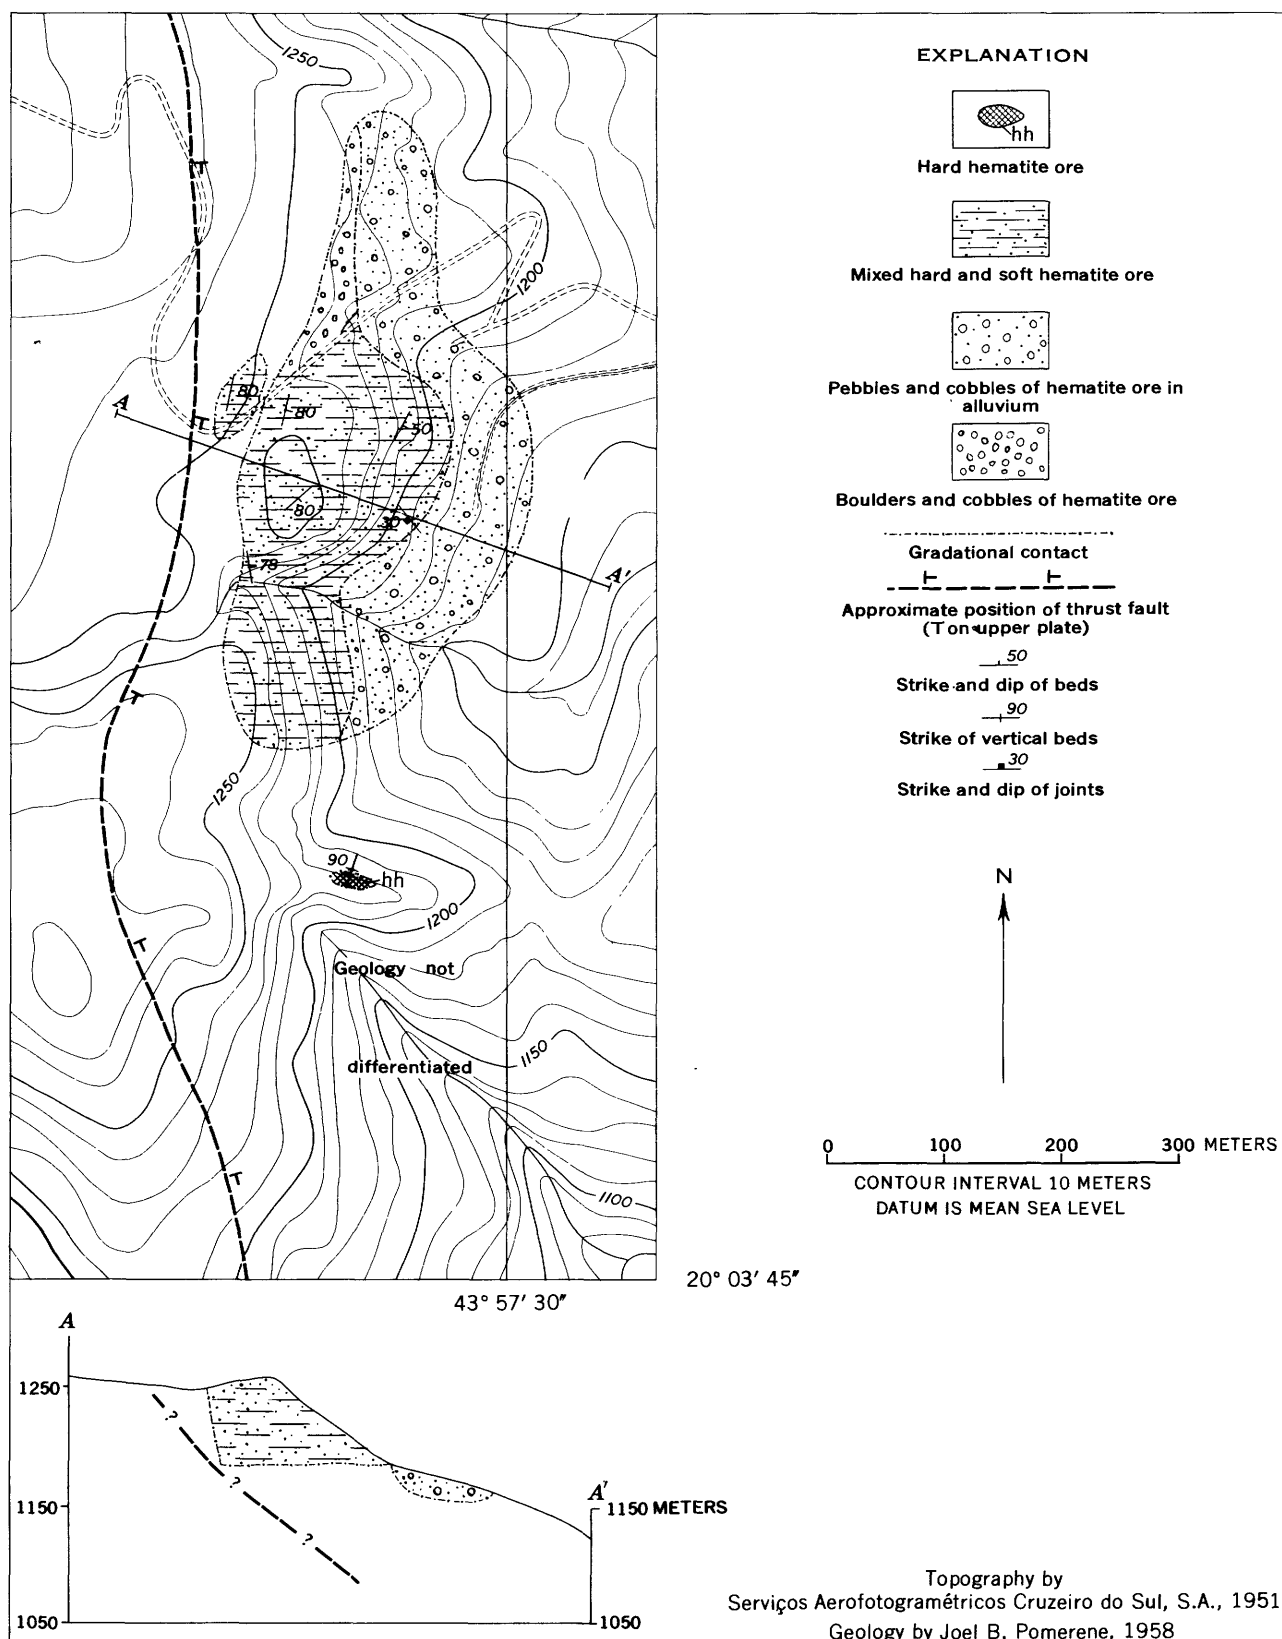 1250
1200
80
80
50
A
80
30
78
A'
1250
90
hh
1200
Geology not
differentiated
1150
1100
43° 57' 30"
20° 03' 45"
EXPLANATION
hh
Hard hematite ore
Mixed hard and soft hematite ore
Pebbles and cobbles of hematite ore in
alluvium
Boulders and cobbles of hematite ore
Gradational contact
Approximate position of thrust fault
(T on upper plate)
50
Strike and dip of beds
90
Strike of vertical beds
30
Strike and dip of joints
N
0 100 200 300 METERS
CONTOUR INTERVAL 10 METERS
DATUM IS MEAN SEA LEVEL
A
1250
?
?
1150
A'
1150 METERS
?
1050
1050
Topography by
Serviços Aerofotogramétricos Cruzeiro do Sul, S.A., 1951
Geology by Joel B. Pomerene, 1958